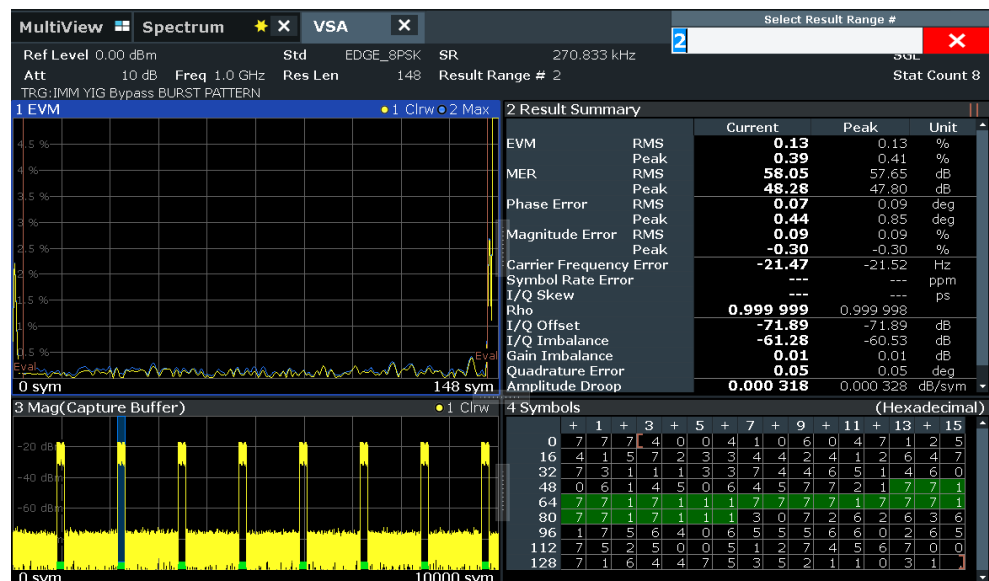 MultiView Spectrum X VSA X
Select Result Range #
2 X
Ref Level 0.00 dBm Std EDGE_8PSK SR 270.833 kHz SGL
Att 10 dB Freq 1.0 GHz Res Len 148 Result Range # 2 Stat Count 8
TRG:IMM YIG Bypass BURST PATTERN
1 EVM 1 Clrw 2 Max
4.5 %
4 %
3.5 %
3 %
2.5 %
2 %
1.5 %
1 %
0.5 %
Eval Eval
0 sym 148 sym
2 Result Summary
Current Peak Unit
EVM RMS 0.13 0.13 %
Peak 0.39 0.41 %
MER RMS 58.05 57.65 dB
Peak 48.28 47.80 dB
Phase Error RMS 0.07 0.09 deg
Peak 0.44 0.85 deg
Magnitude Error RMS 0.09 0.09 %
Peak -0.30 -0.30 %
Carrier Frequency Error -21.47 -21.52 Hz
Symbol Rate Error --- --- ppm
I/Q Skew --- --- ps
Rho 0.999 999 0.999 998
I/Q Offset -71.89 -71.89 dB
I/Q Imbalance -61.28 -60.53 dB
Gain Imbalance 0.01 0.01 dB
Quadrature Error 0.05 0.05 deg
Amplitude Droop 0.000 318 0.000 328 dB/sym
3 Mag(Capture Buffer) 1 Clrw
-20 dBm
-40 dBm
-60 dBm
0 sym 10000 sym
4 Symbols (Hexadecimal)
+ 1 + 3 + 5 + 7 + 9 + 11 + 13 + 15
0 7 7 7 4 0 0 4 1 0 6 0 4 7 1 2 5
16 4 1 5 7 2 3 3 4 4 2 4 1 2 6 4 7
32 7 3 1 1 1 3 3 7 4 4 6 5 1 4 6 0
48 0 6 1 4 5 0 6 4 5 7 7 2 1 7 7 1
64 7 7 1 7 1 1 1 7 7 7 7 1 7 7 7 1
80 7 7 1 7 1 1 1 3 0 7 2 6 2 6 3 6
96 1 7 5 6 4 0 6 5 5 5 6 6 0 2 6 5
112 7 5 2 5 0 0 5 1 2 7 4 5 6 7 0 0
128 7 1 6 4 4 7 5 3 5 2 1 1 0 3 1